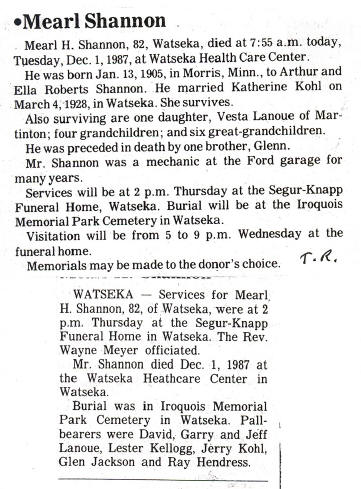 •Mearl Shannon
Mearl H. Shannon, 82, Watseka, died at 7:55 a.m. today,
Tuesday, Dec. 1, 1987, at Watseka Health Care Center.
He was born Jan. 13, 1905, in Morris, Minn., to Arthur and
Ella Roberts Shannon. He married Katherine Kohl on
March 4, 1928, in Watseka. She survives.
Also surviving are one daughter, Vesta Lanoue of Mar-
tinton; four grandchildren; and six great-grandchildren.
He was preceded in death by one brother, Glenn.
Mr. Shannon was a mechanic at the Ford garage for
many years.
Services will be at 2 p.m. Thursday at the Segur-Knapp
Funeral Home, Watseka. Burial will be at the Iroquois
Memorial Park Cemetery in Watseka.
Visitation will be from 5 to 9 p.m. Wednesday at the
funeral home.
Memorials may be made to the donor's choice.
T.R.
WATSEKA — Services for Mearl
H. Shannon, 82, of Watseka, were at 2
p.m. Thursday at the Segur-Knapp
Funeral Home in Watseka. The Rev.
Wayne Meyer officiated.
Mr. Shannon died Dec. 1, 1987 at
the Watseka Heathcare Center in
Watseka.
Burial was in Iroquois Memorial
Park Cemetery in Watseka. Pall-
bearers were David, Garry and Jeff
Lanoue, Lester Kellogg, Jerry Kohl,
Glen Jackson and Ray Hendress.